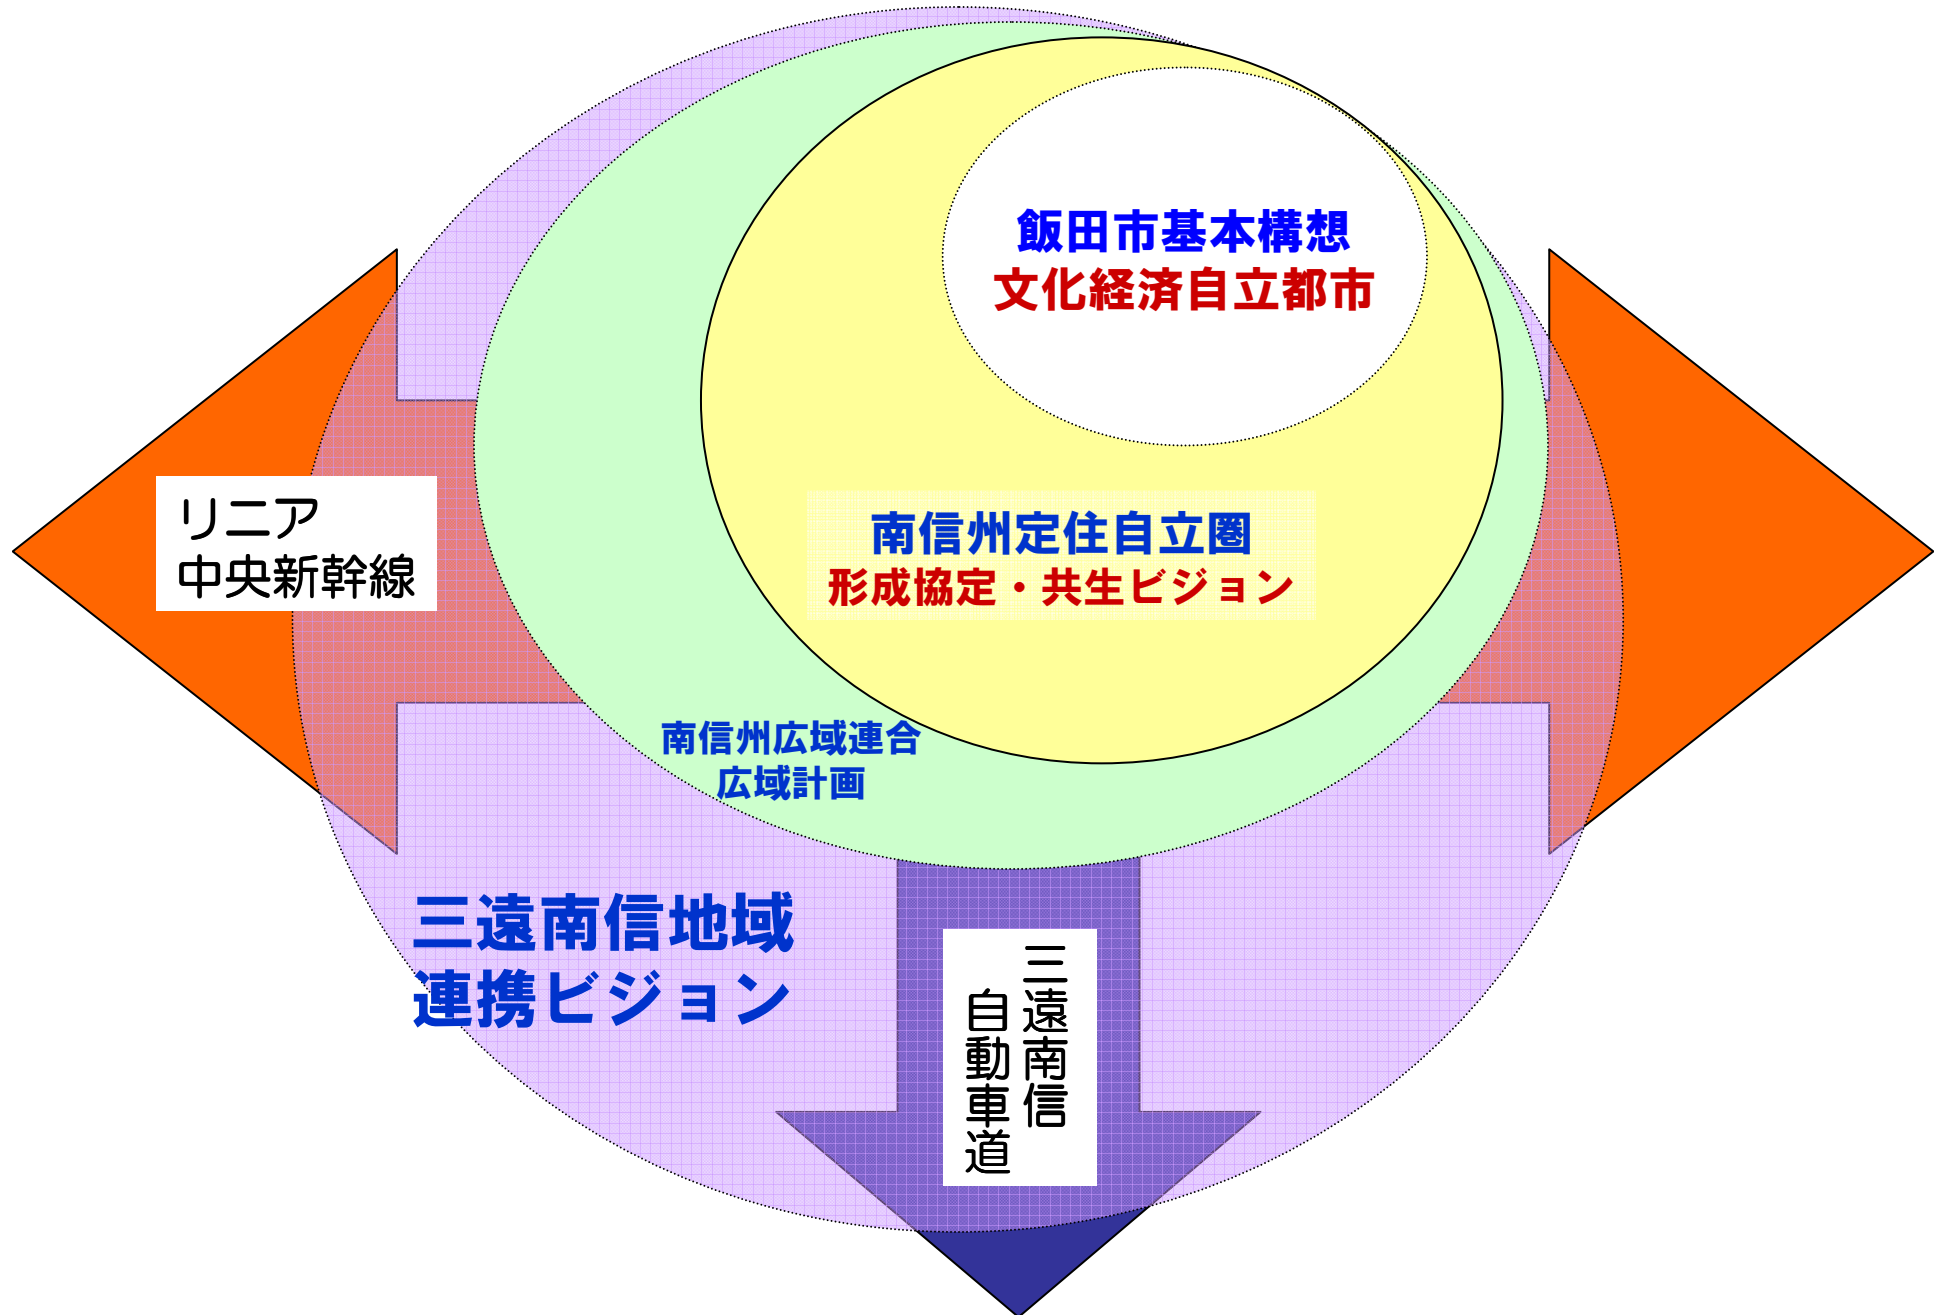 飯田市基本構想
文化経済自立都市
リニア
中央新幹線
南信州定住自立圏
形成協定・共生ビジョン
南信州広域連合
広域計画
三遠南信地域
連携ビジョン
三遠南信
自動車道